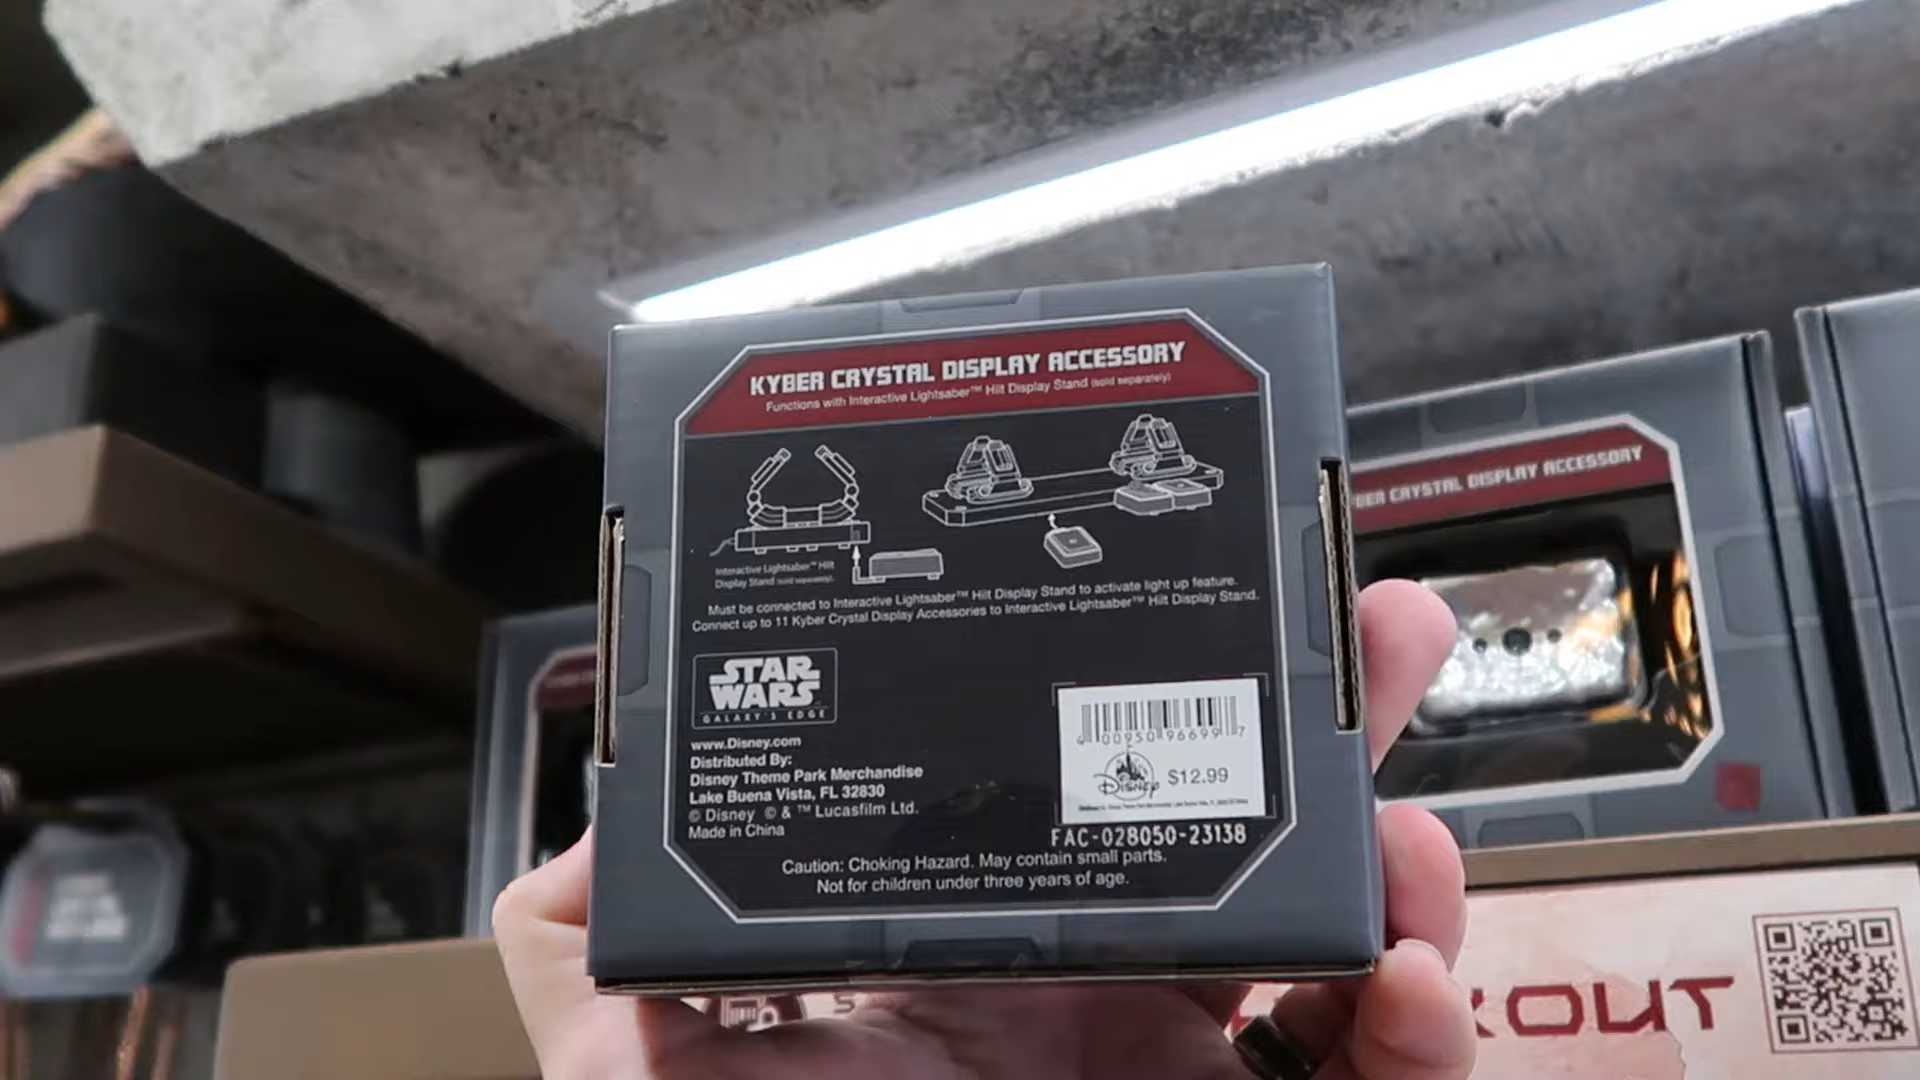 KYBER CRYSTAL DISPLAY ACCESSORY
Functions with Interactive Lightsaber™ Hilt Display Stand (sold separately)
Interactive Lightsaber™ Hilt
Display Stand (sold separately).
Must be connected to Interactive Lightsaber™ Hilt Display Stand to activate light up feature.
Connect up to 11 Kyber Crystal Display Accessories to Interactive Lightsaber™ Hilt Display Stand.
STAR
WARS
GALAXY'S EDGE
www.Disney.com
Distributed By:
Disney Theme Park Merchandise
Lake Buena Vista, FL 32830
© Disney © & ™ Lucasfilm Ltd.
Made in China
4 00950 96699 7
Disney
$12.99
FAC-028050-23138
Caution: Choking Hazard. May contain small parts.
Not for children under three years of age.
CRYSTAL DISPLAY ACCESSORY